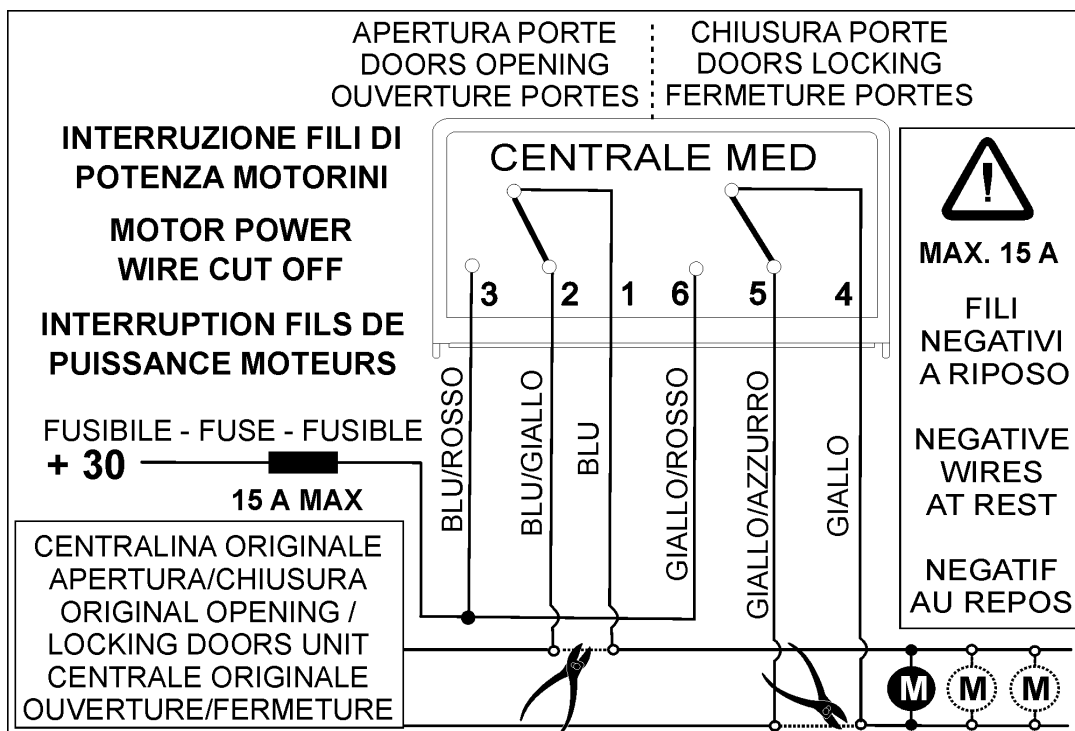 APERTURA PORTE
DOORS OPENING
OUVERTURE PORTES
CHIUSURA PORTE
DOORS LOCKING
FERMETURE PORTES
INTERRUZIONE FILI DI
POTENZA MOTORINI
MOTOR POWER
WIRE CUT OFF
INTERRUPTION FILS DE
PUISSANCE MOTEURS
CENTRALE MED
3 2 1 6 5 4
BLU/ROSSO
BLU/GIALLO
BLU
GIALLO/ROSSO
GIALLO/AZZURRO
GIALLO
!
MAX. 15 A
FILI
NEGATIVI
A RIPOSO
NEGATIVE
WIRES
AT REST
NEGATIF
AU REPOS
FUSIBILE - FUSE - FUSIBLE
+ 30
15 A MAX
CENTRALINA ORIGINALE
APERTURA/CHIUSURA
ORIGINAL OPENING /
LOCKING DOORS UNIT
CENTRALE ORIGINALE
OUVERTURE/FERMETURE
M M M